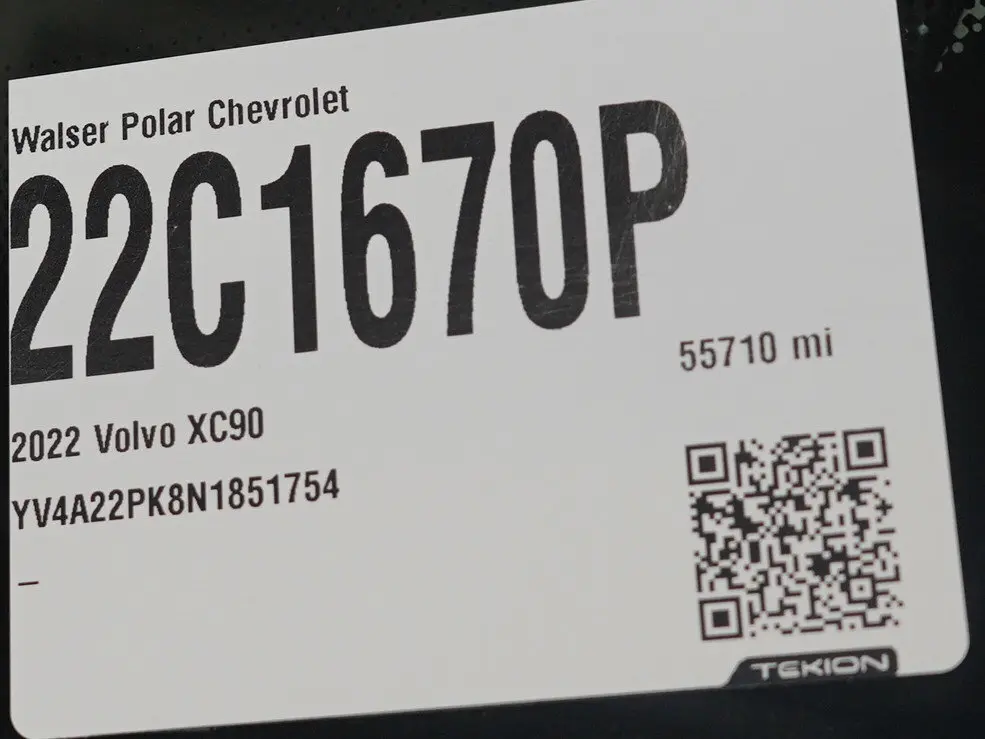 Walser Polar Chevrolet
22C1670P
55710 mi
2022 Volvo XC90
YV4A22PK8N1851754
–
TEKION